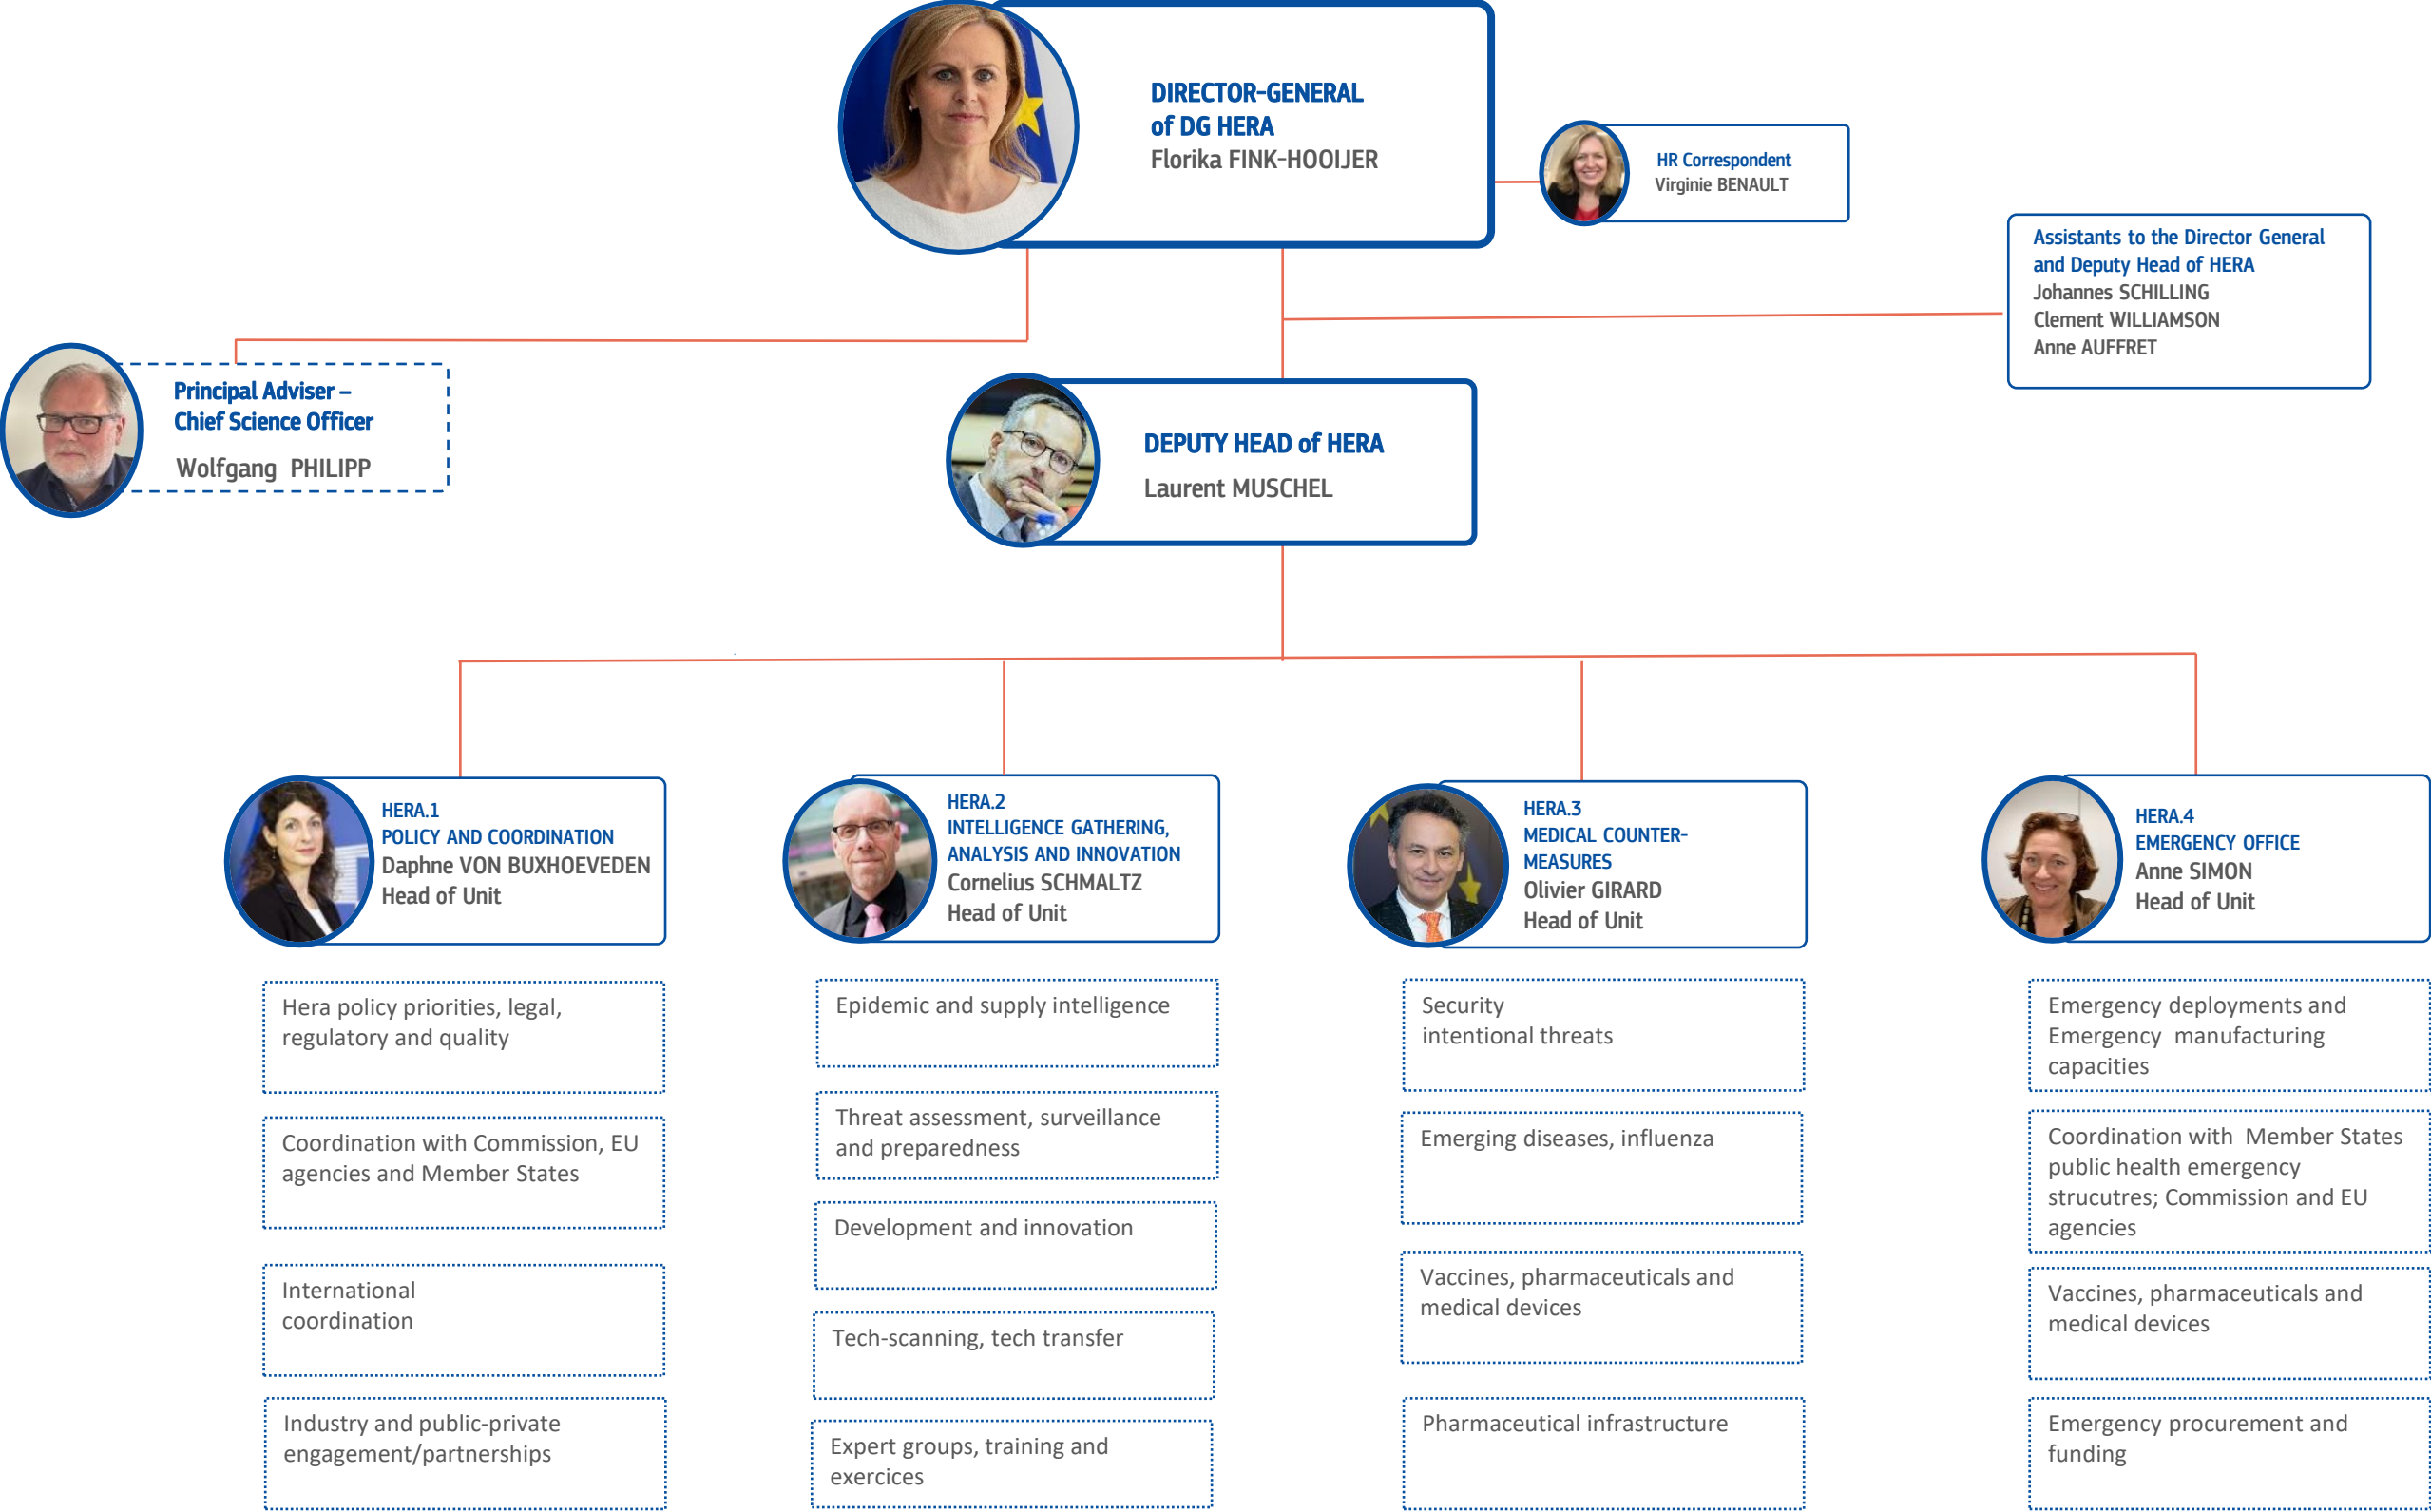 DIRECTOR-GENERAL
of DG HERA
Florika FINK-HOOIJER
HR Correspondent
Virginie BENAULT
Assistants to the Director General
and Deputy Head of HERA
Johannes SCHILLING
Clement WILLIAMSON
Anne AUFFRET
Principal Adviser –
Chief Science Officer
Wolfgang PHILIPP
DEPUTY HEAD of HERA
Laurent MUSCHEL
HERA.1
POLICY AND COORDINATION
Daphne VON BUXHOEVEDEN
Head of Unit
Hera policy priorities, legal,
regulatory and quality
Coordination with Commission, EU
agencies and Member States
International
coordination
Industry and public-private
engagement/partnerships
HERA.2
INTELLIGENCE GATHERING,
ANALYSIS AND INNOVATION
Cornelius SCHMALTZ
Head of Unit
Epidemic and supply intelligence
Threat assessment, surveillance
and preparedness
Development and innovation
Tech-scanning, tech transfer
Expert groups, training and
exercices
HERA.3
MEDICAL COUNTER-
MEASURES
Olivier GIRARD
Head of Unit
Security
intentional threats
Emerging diseases, influenza
Vaccines, pharmaceuticals and
medical devices
Pharmaceutical infrastructure
HERA.4
EMERGENCY OFFICE
Anne SIMON
Head of Unit
Emergency deployments and
Emergency manufacturing
capacities
Coordination with Member States
public health emergency
strucutres; Commission and EU
agencies
Vaccines, pharmaceuticals and
medical devices
Emergency procurement and
funding